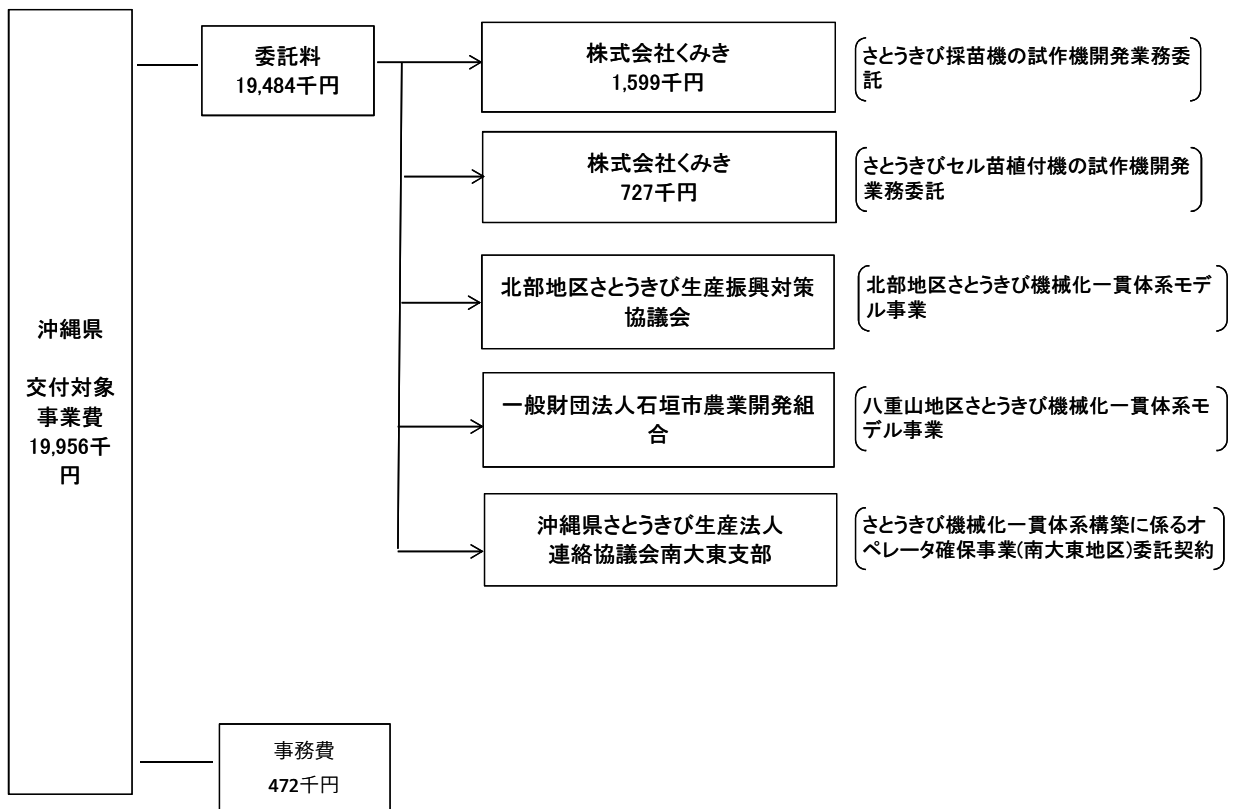 沖縄県
交付対象
事業費
19,956千
円
委託料
19,484千円
株式会社くみき
1,599千円
さとうきび採苗機の試作機開発業務委
託
株式会社くみき
727千円
さとうきびセル苗植付機の試作機開発
業務委託
北部地区さとうきび生産振興対策
協議会
北部地区さとうきび機械化一貫体系モデ
ル事業
一般財団法人石垣市農業開発組
合
八重山地区さとうきび機械化一貫体系モ
デル事業
沖縄県さとうきび生産法人
連絡協議会南大東支部
さとうきび機械化一貫体系構築に係るオ
ペレータ確保事業(南大東地区)委託契約
事務費
472千円